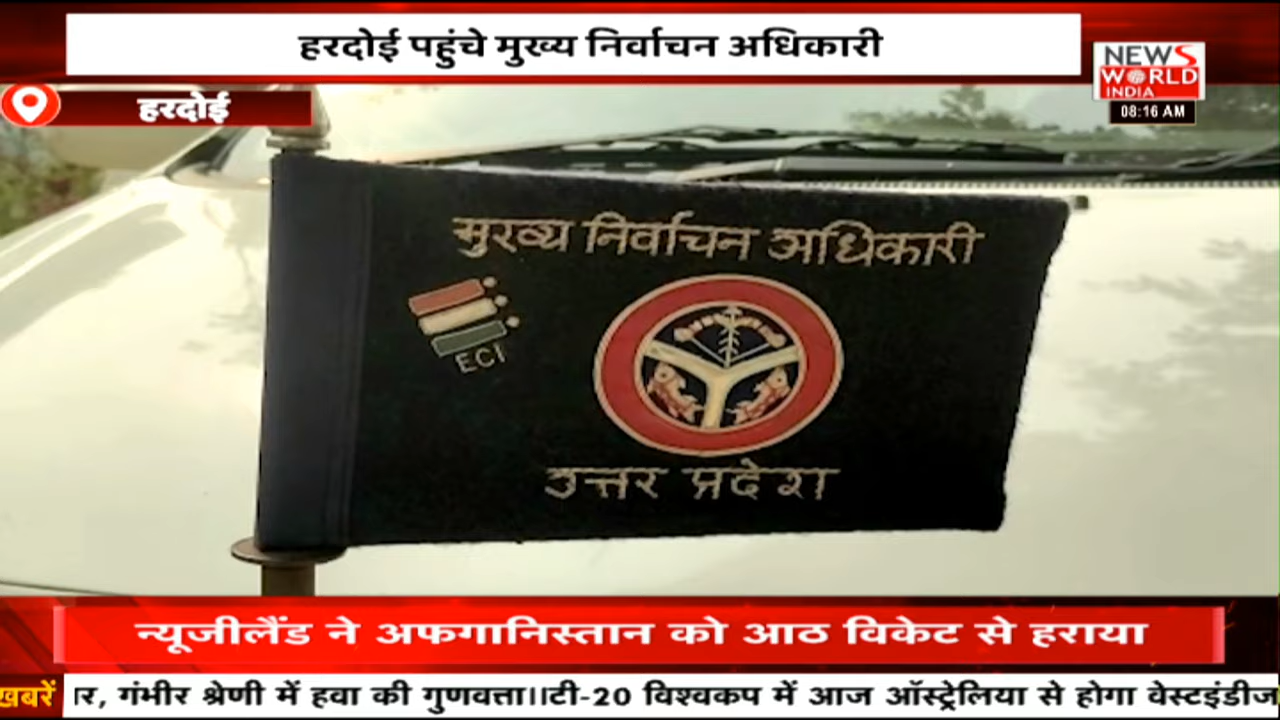 हरदोई पहुंचे मुख्य निर्वाचन अधिकारी
NEWS
WORLD
INDIA
08:16 AM
हरदोई
मुख्य निर्वाचन अधिकारी
ECI
उत्तर प्रदेश
न्यूजीलैंड ने अफगानिस्तान को आठ विकेट से हराया
खबरें
र, गंभीर श्रेणी में हवा की गुणवत्ता।।टी-20 विश्वकप में आज ऑस्ट्रेलिया से होगा वेस्टइंडीज